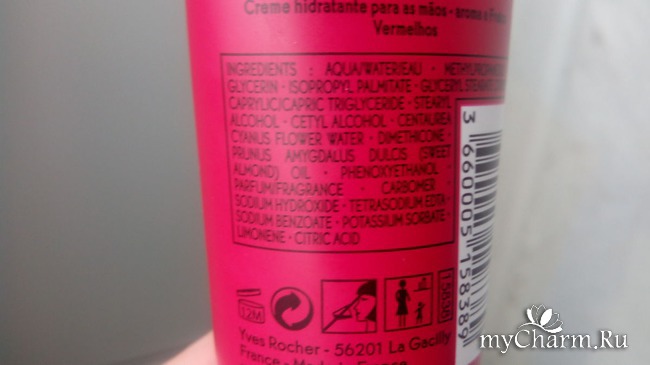 Creme hidratante para as mãos - aroma a
Vermelhos
INGREDIENTS : AQUA/WATER/EAU ·
GLYCERIN · ISOPROPYL PALMITATE · GLYCERYL
CAPRYLIC/CAPRIC TRIGLYCERIDE · STEARYL
ALCOHOL · CETYL ALCOHOL · CENTAUREA
CYANUS FLOWER WATER · DIMETHICONE ·
PRUNUS AMYGDALUS DULCIS (SWEET
ALMOND) OIL · PHENOXYETHANOL ·
PARFUM/FRAGRANCE · CARBOMER ·
SODIUM HYDROXIDE · TETRASODIUM EDTA ·
SODIUM BENZOATE · POTASSIUM SORBATE ·
LIMONENE · CITRIC ACID
3 660005 158389
12M
15838
Yves Rocher - 56201 La Gacilly
France - Made in
myCharm.Ru